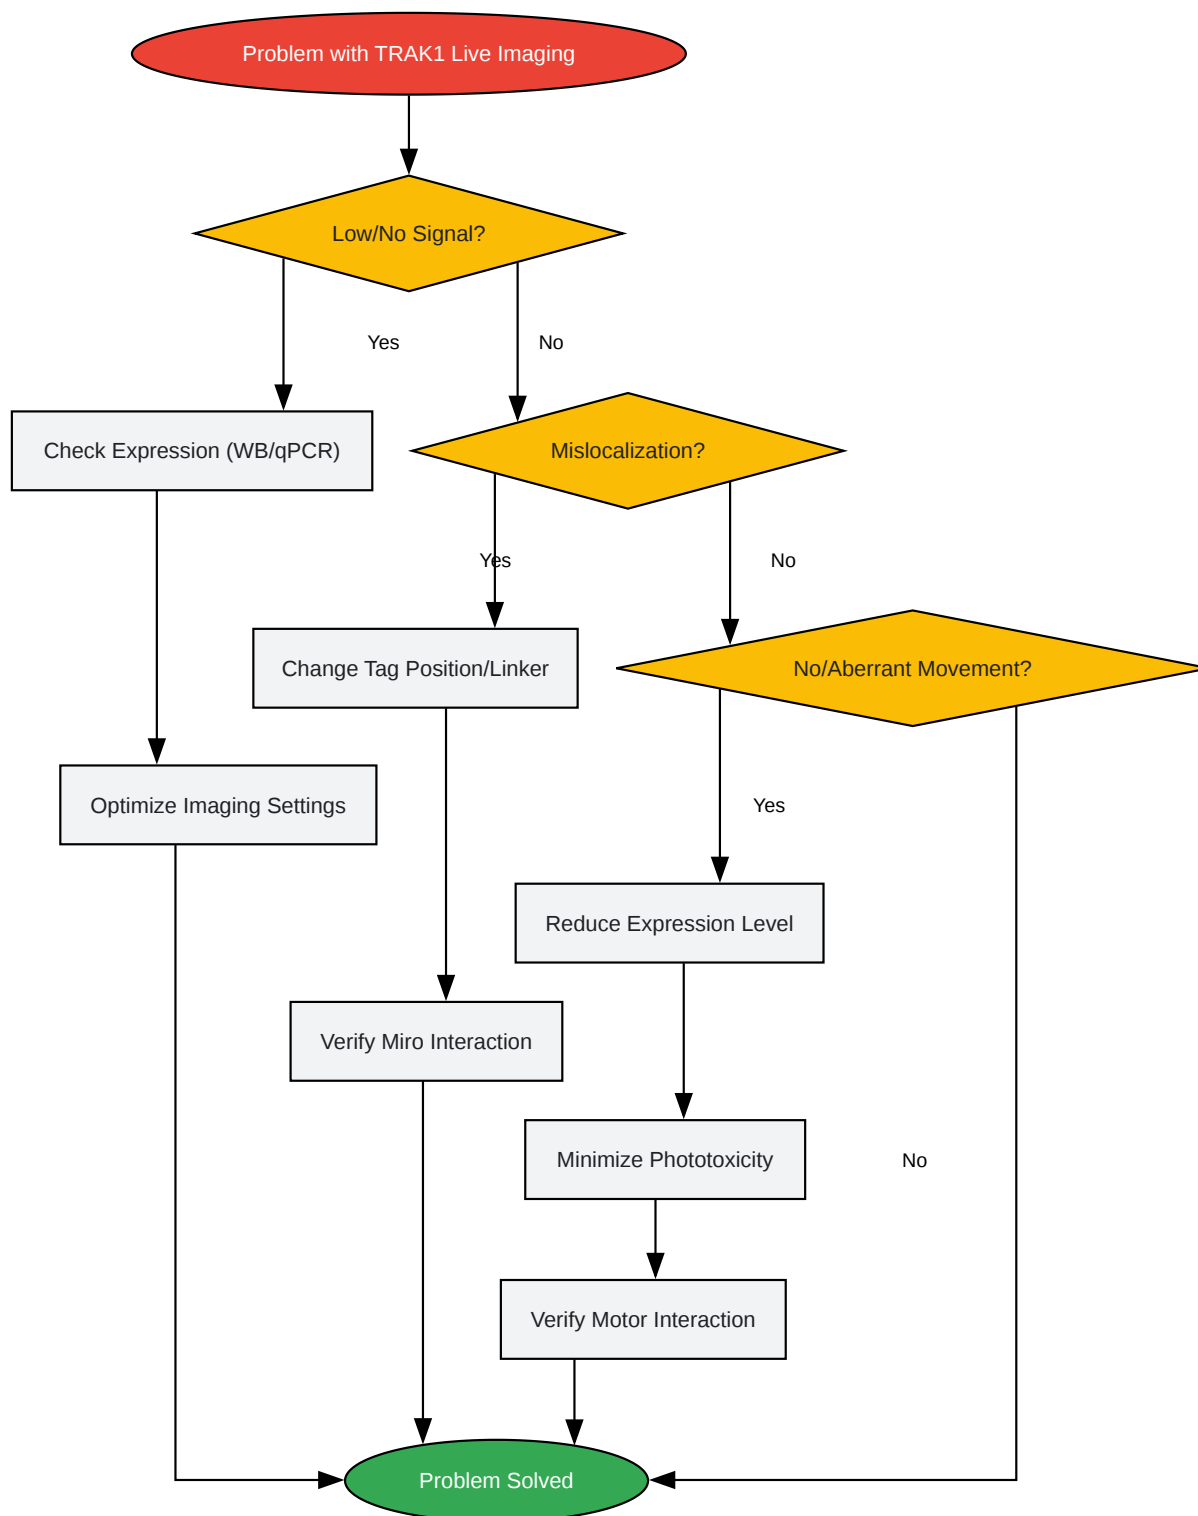 Problem with TRAK1 Live Imaging
Low/No Signal?
Yes
No
Check Expression (WB/qPCR)
Mislocalization?
Yes
No
Change Tag Position/Linker
No/Aberrant Movement?
Optimize Imaging Settings
Yes
Reduce Expression Level
Verify Miro Interaction
Minimize Phototoxicity
No
Verify Motor Interaction
Problem Solved